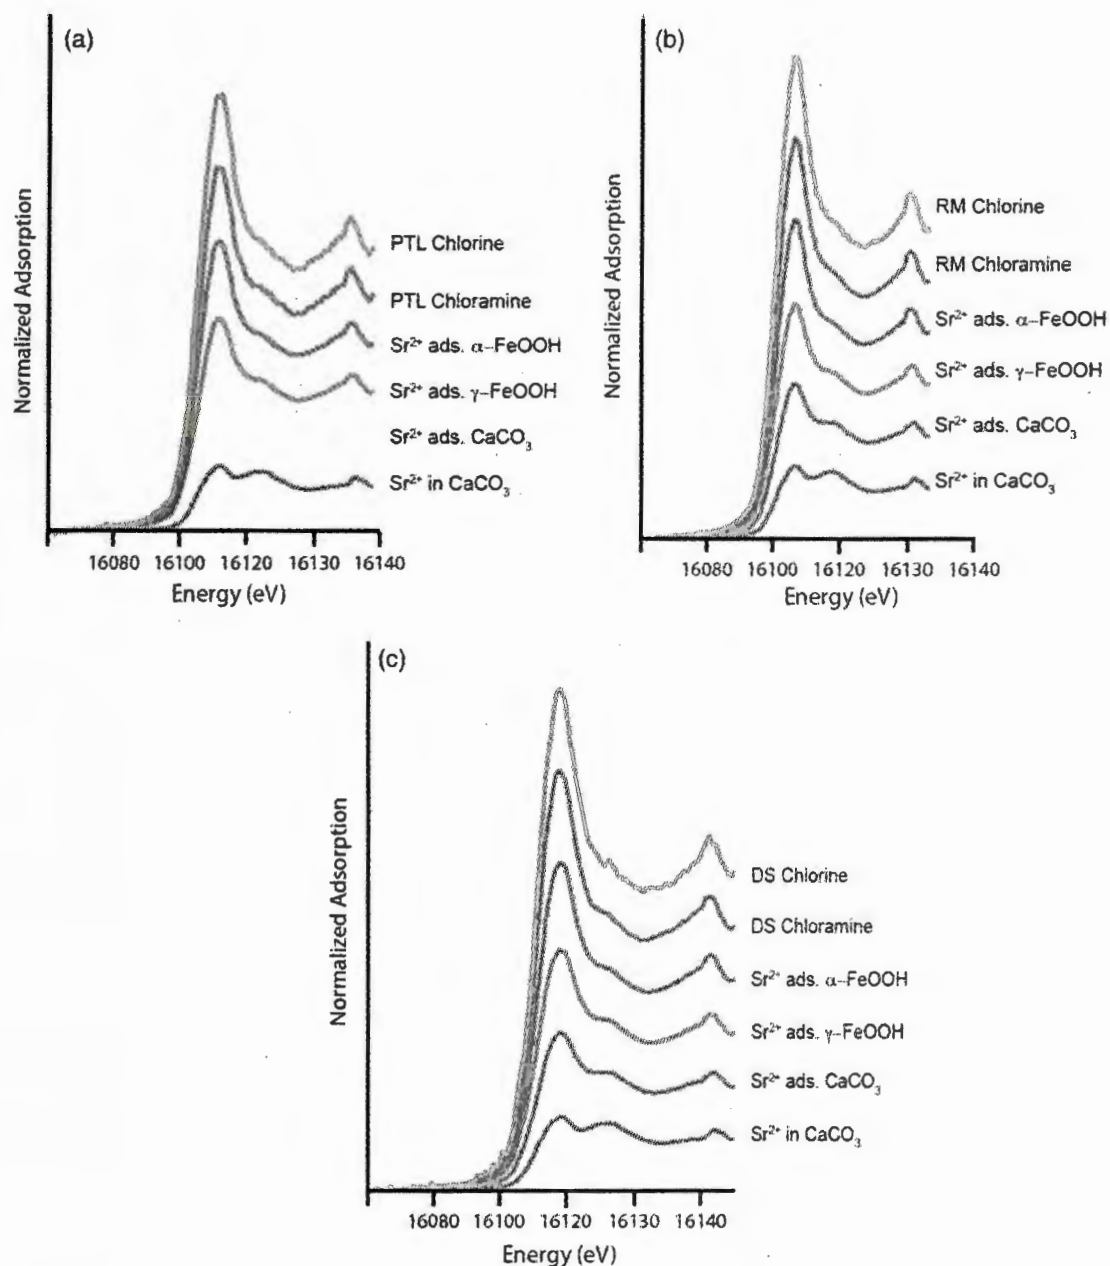 (a)
Normalized Adsorption
PTL Chlorine
PTL Chloramine
Sr²⁺ ads. α-FeOOH
Sr²⁺ ads. γ-FeOOH
Sr²⁺ ads. CaCO₃
Sr²⁺ in CaCO₃
16080 16100 16120 16130 16140
Energy (eV)
(b)
Normalized Adsorption
RM Chlorine
RM Chloramine
Sr²⁺ ads. α-FeOOH
Sr²⁺ ads. γ-FeOOH
Sr²⁺ ads. CaCO₃
Sr²⁺ in CaCO₃
16080 16100 16120 16130 16140
Energy (eV)
(c)
Normalized Adsorption
DS Chlorine
DS Chloramine
Sr²⁺ ads. α-FeOOH
Sr²⁺ ads. γ-FeOOH
Sr²⁺ ads. CaCO₃
Sr²⁺ in CaCO₃
16080 16100 16120 16130 16140
Energy (eV)